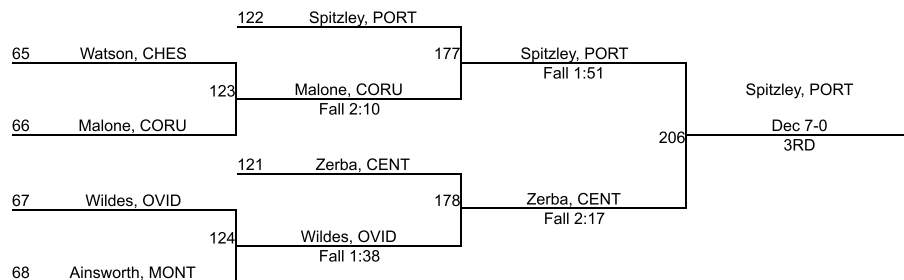 122 Spitzley, PORT
65 Watson, CHES
177 Spitzley, PORT
Fall 1:51
123 Malone, CORU
Fall 2:10
Spitzley, PORT
66 Malone, CORU
206 Dec 7-0
3RD
121 Zerba, CENT
67 Wildes, OVID
178 Zerba, CENT
Fall 2:17
124 Wildes, OVID
Fall 1:38
68 Ainsworth, MONT